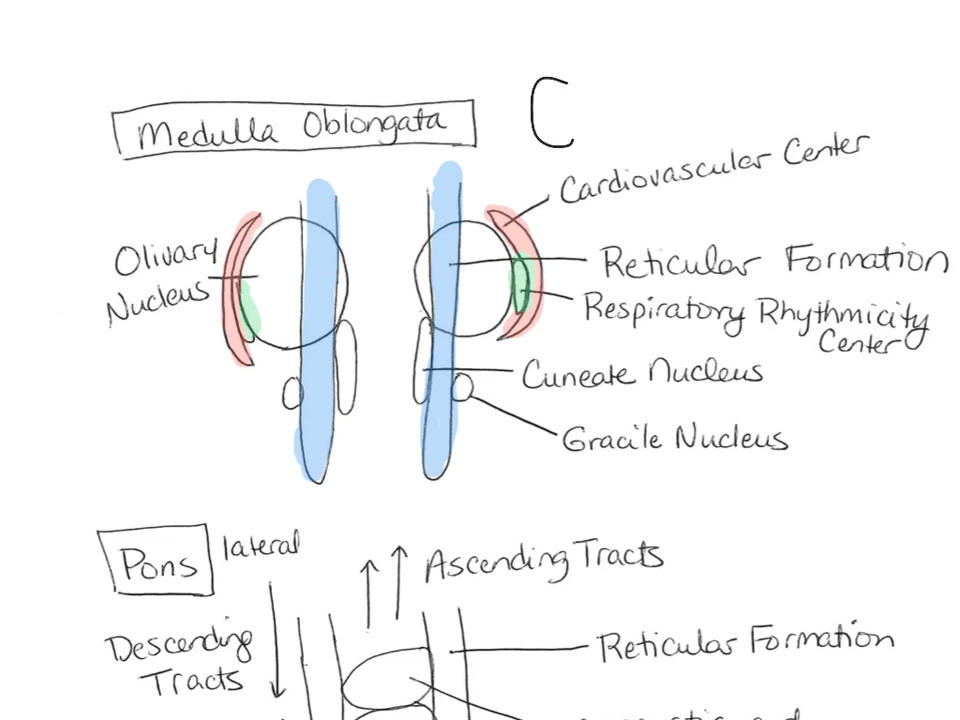 Medulla Oblongata
C
Cardiovascular Center
Olivary
Nucleus
Reticular Formation
Respiratory Rhythmicity
Center
Cuneate Nucleus
Gracile Nucleus
Pons
lateral
Ascending Tracts
Descending
Tracts
Reticular Formation
and